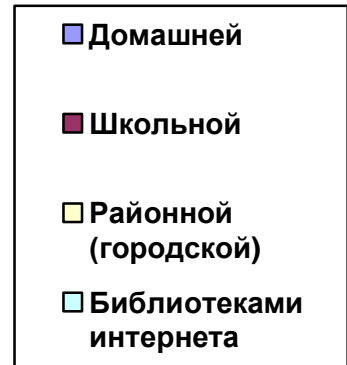 Домашней
Школьной
Районной
(городской)
Библиотеками
интернета